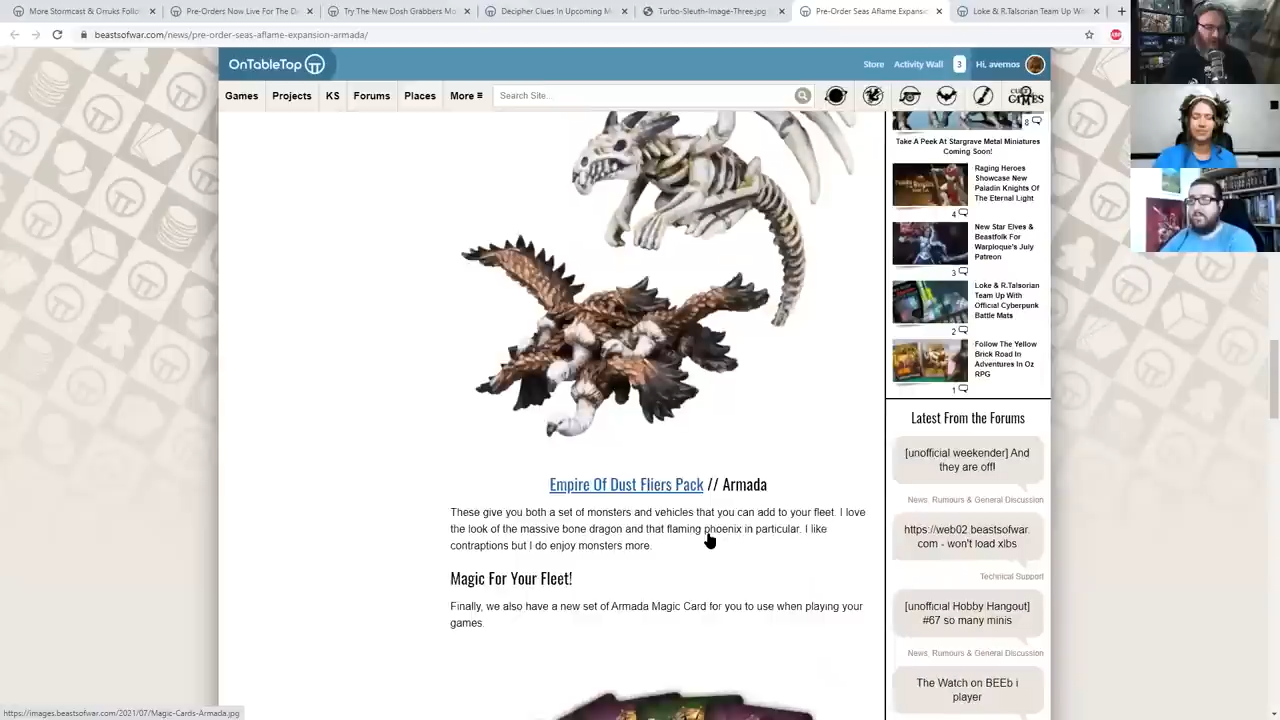 More Stormcast & Orruks Follow
Pre-Orders Now Live For The Da
Try The New Dosh Grabbers Mo
Decipher Clues In Upcoming M
Turbo-Sleuth-Image-Three.jpg
Pre-Order Seas Aflame Expansi
Loke & R.Talsorian Team Up Wit
beastsofwar.com/news/pre-order-seas-aflame-expansion-armada/
OnTableTop
Store
Activity Wall
3
Hi, avernos
Games
Projects
KS
Forums
Places
More
Search Site...
GAMES
8
Take A Peek At Stargrave Metal Miniatures
Coming Soon!
Raging Heroes
Showcase New
Paladin Knights Of
The Eternal Light
4
New Star Elves &
Beastfolk For
Warploque's July
Patreon
3
Loke & R.Talsorian
Team Up With
Official Cyberpunk
Battle Mats
2
Follow The Yellow
Brick Road In
Adventures In Oz
RPG
1
Empire Of Dust Fliers Pack // Armada
These give you both a set of monsters and vehicles that you can add to your fleet. I love
the look of the massive bone dragon and that flaming phoenix in particular. I like
contraptions but I do enjoy monsters more.
Magic For Your Fleet!
Finally, we also have a new set of Armada Magic Card for you to use when playing your
games.
Latest From the Forums
[unofficial weekender] And
they are off!
News, Rumours & General Discussion
https://web02.beastsofwar.
com - won't load xibs
Technical Support
[unofficial Hobby Hangout]
#67 so many minis
News, Rumours & General Discussion
The Watch on BEEb i
player
https://images.beastsofwar.com/2021/07/Magic-Cards-Armada.jpg